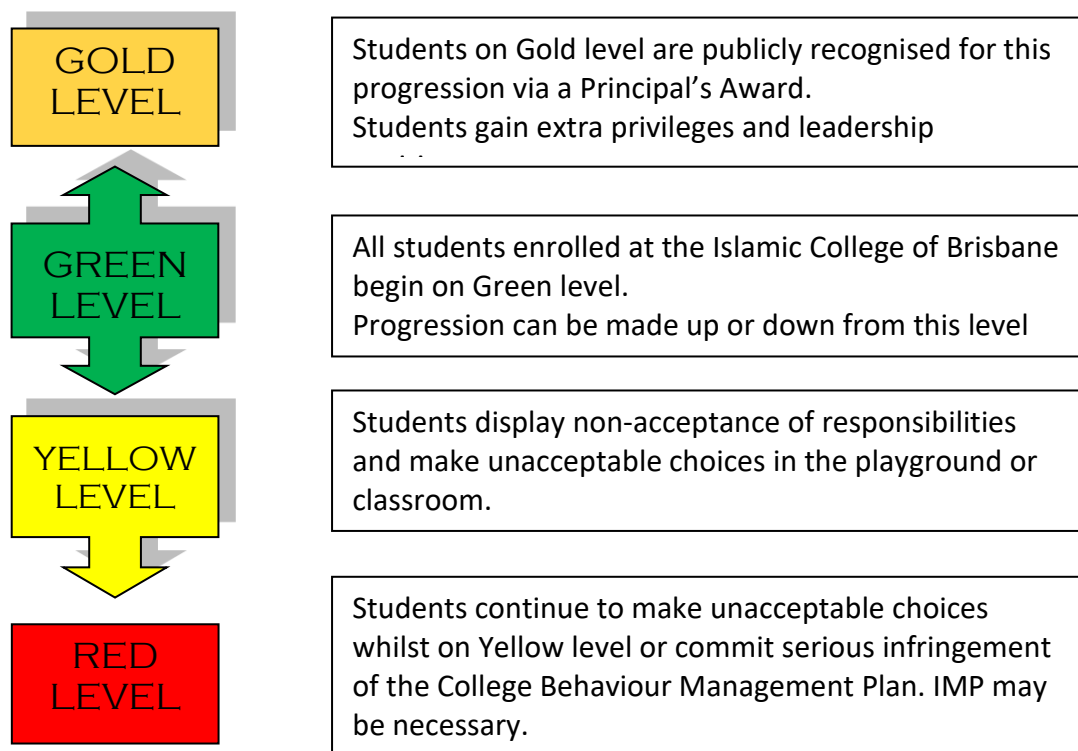 GOLD
LEVEL
Students on Gold level are publicly recognised for this
progression via a Principal's Award.
Students gain extra privileges and leadership
GREEN
LEVEL
All students enrolled at the Islamic College of Brisbane
begin on Green level.
Progression can be made up or down from this level
YELLOW
LEVEL
Students display non-acceptance of responsibilities
and make unacceptable choices in the playground or
classroom.
RED
LEVEL
Students continue to make unacceptable choices
whilst on Yellow level or commit serious infringement
of the College Behaviour Management Plan. IMP may
be necessary.